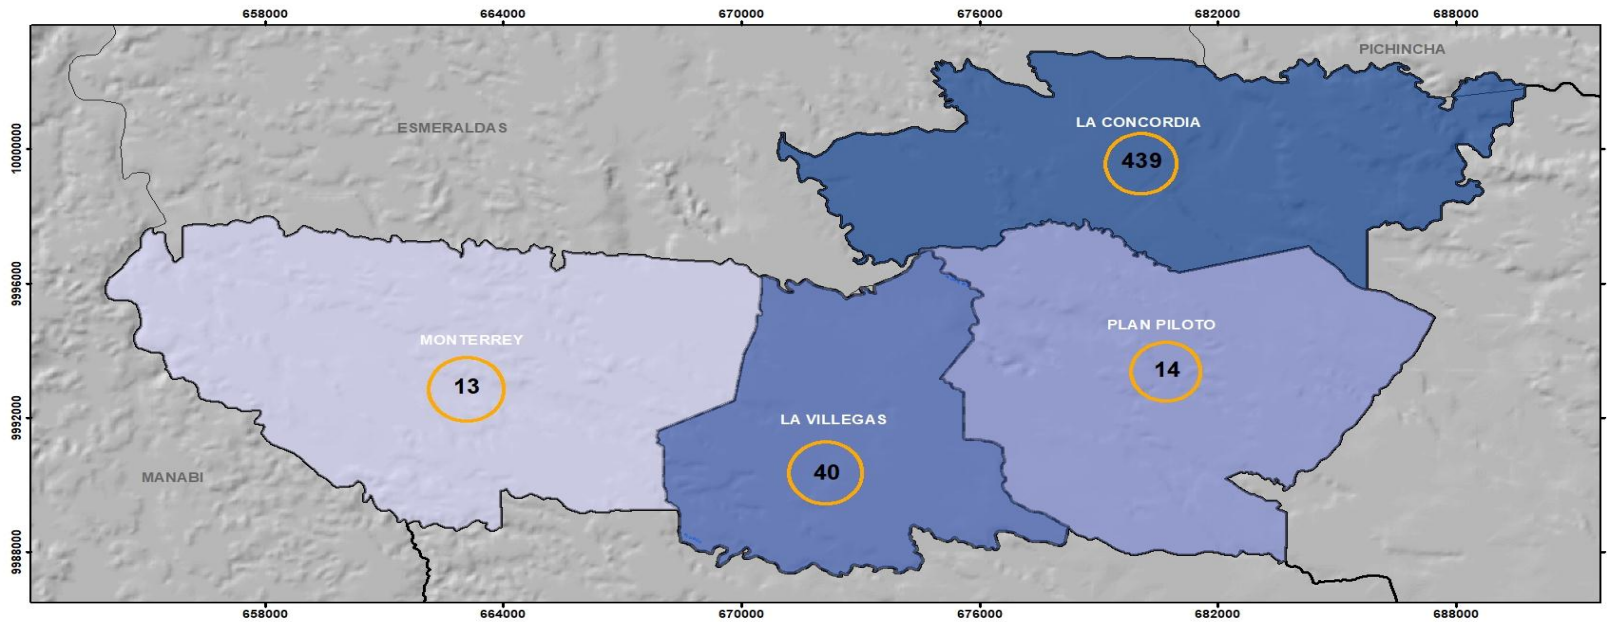 658000 664000 670000 676000 682000 688000
PICHINCHA
LA CONCORDIA
ESMERALDAS
439
10000000
9996000
9996000
MONTERREY
PLAN PILOTO
13
14
LA VILLEGAS
9992000
40
MANABI
9988000
658000 664000 670000 676000 682000 688000